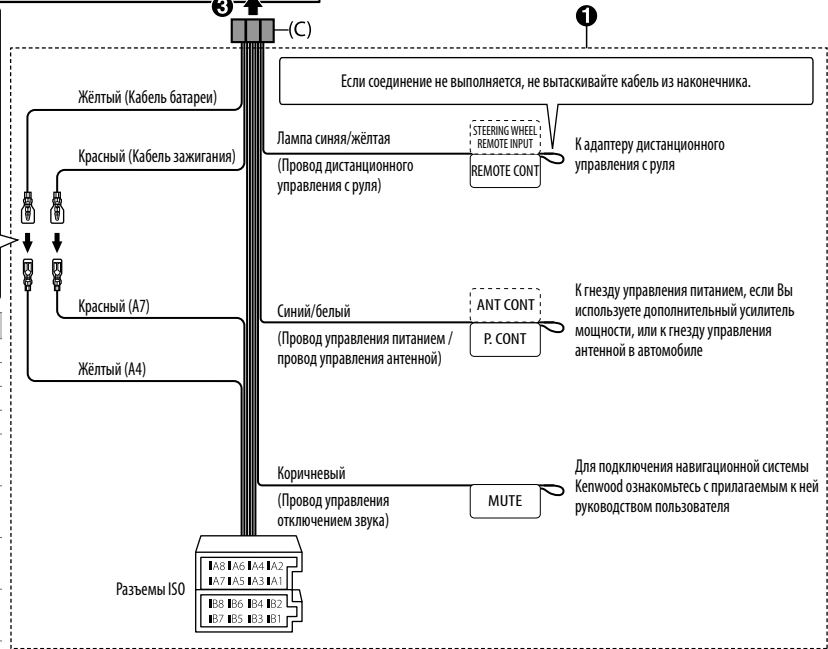 ❸
(C)
❶
Если соединение не выполняется, не вытаскивайте кабель из наконечника.
Жёлтый (Кабель батареи)
Красный (Кабель зажигания)
Лампа синяя/жёлтая
(Провод дистанционного
управления с руля)
STEERING WHEEL
REMOTE INPUT
REMOTE CONT
К адаптеру дистанционного
управления с руля
Красный (A7)
Жёлтый (A4)
Синий/белый
(Провод управления питанием /
провод управления антенной)
ANT CONT
P. CONT
К гнезду управления питанием, если Вы
используете дополнительный усилитель
мощности, или к гнезду управления
антенной в автомобиле
Коричневый
(Провод управления
отключением звука)
MUTE
Для подключения навигационной системы
Kenwood ознакомьтесь с прилагаемым к ней
руководством пользователя
Разъемы ISO
A8 A6 A4 A2
A7 A5 A3 A1
B8 B6 B4 B2
B7 B5 B3 B1